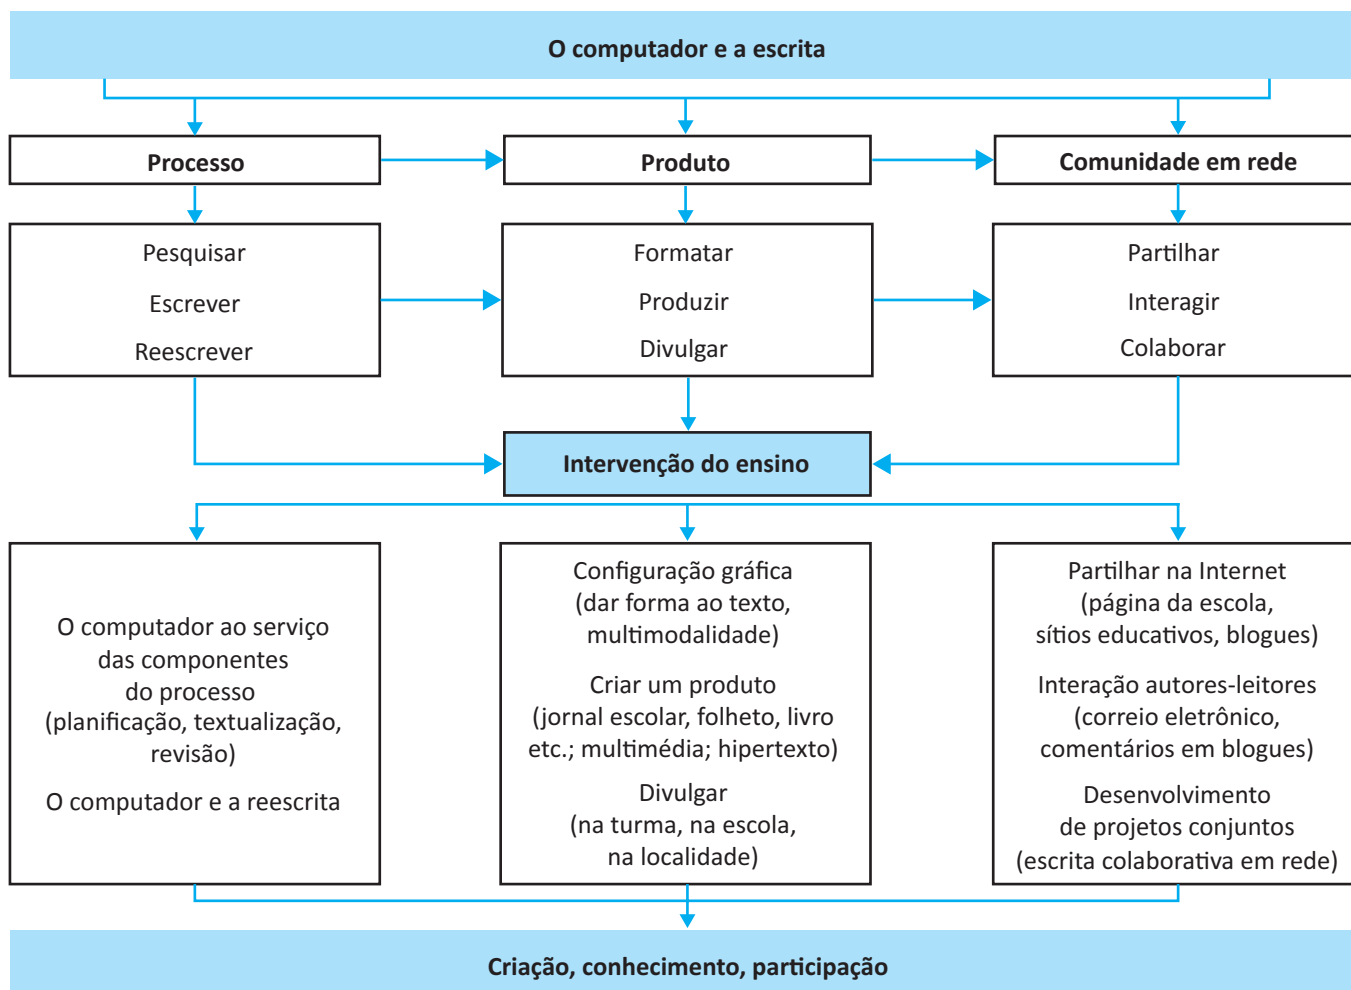 O computador e a escrita
Processo
Produto
Comunidade em rede
Pesquisar
Escrever
Reescrever
Formatar
Produzir
Divulgar
Partilhar
Interagir
Colaborar
Intervenção do ensino
O computador ao serviço
das componentes
do processo
(planificação, textualização,
revisão)
O computador e a reescrita
Configuração gráfica
(dar forma ao texto,
multimodalidade)
Criar um produto
(jornal escolar, folheto, livro
etc.; multimédia; hipertexto)
Divulgar
(na turma, na escola,
na localidade)
Partilhar na Internet
(página da escola,
sítios educativos, blogues)
Interação autores-leitores
(correio eletrônico,
comentários em blogues)
Desenvolvimento
de projetos conjuntos
(escrita colaborativa em rede)
Criação, conhecimento, participação